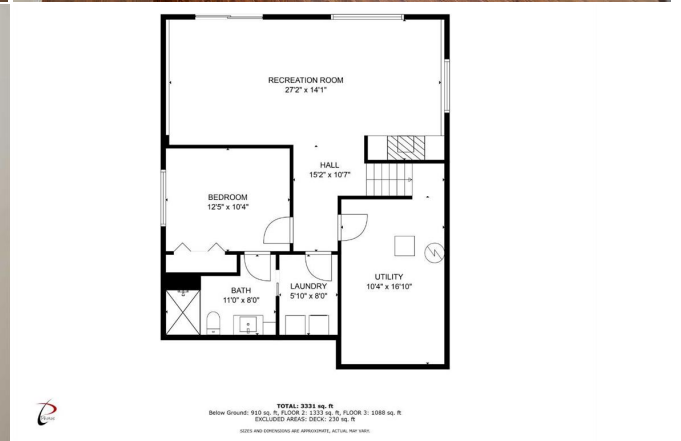 RECREATION ROOM
27'2" x 14'1"
HALL
15'2" x 10'7"
BEDROOM
12'5" x 10'4"
UTILITY
10'4" x 16'10"
BATH
11'0" x 8'0"
LAUNDRY
5'10" x 8'0"
TOTAL: 3331 sq. ft
Below Ground: 910 sq. ft, FLOOR 2: 1333 sq. ft, FLOOR 3: 1088 sq. ft
EXCLUDED AREAS: DECK: 230 sq. ft
SIZES AND DIMENSIONS ARE APPROXIMATE, ACTUAL MAY VARY.